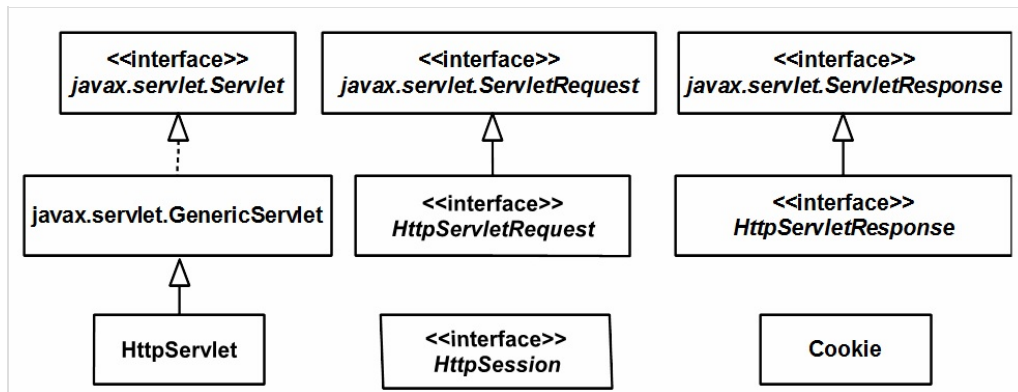 <<interface>>
javax.servlet.Servlet
<<interface>>
javax.servlet.ServletRequest
<<interface>>
javax.servlet.ServletResponse
javax.servlet.GenericServlet
<<interface>>
HttpServletRequest
<<interface>>
HttpServletResponse
HttpServlet
<<interface>>
HttpSession
Cookie